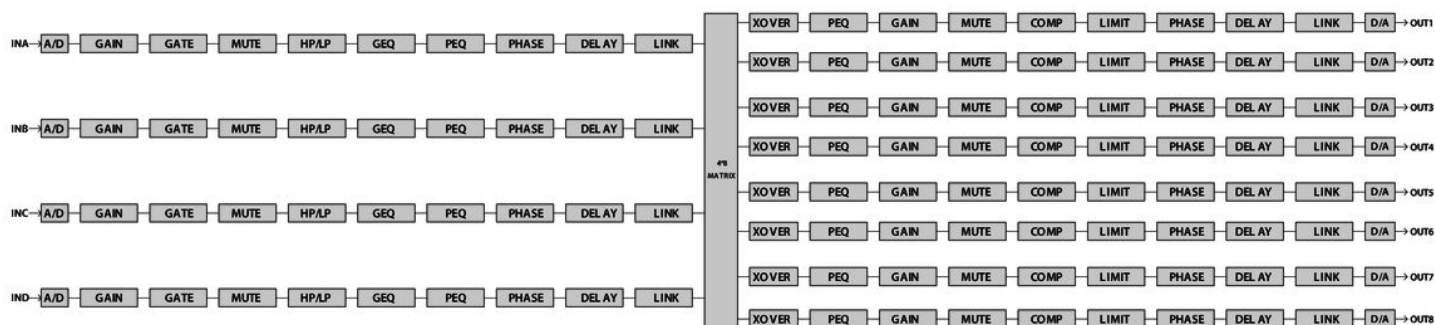 INA A/D GAIN GATE MUTE HP/LP GEQ PEQ PHASE DELAY LINK
INB A/D GAIN GATE MUTE HP/LP GEQ PEQ PHASE DELAY LINK
INC A/D GAIN GATE MUTE HP/LP GEQ PEQ PHASE DELAY LINK
IND A/D GAIN GATE MUTE HP/LP GEQ PEQ PHASE DELAY LINK
4*8
MATRIX
XOVER PEQ GAIN MUTE COMP LIMIT PHASE DELAY LINK D/A OUT1
XOVER PEQ GAIN MUTE COMP LIMIT PHASE DELAY LINK D/A OUT2
XOVER PEQ GAIN MUTE COMP LIMIT PHASE DELAY LINK D/A OUT3
XOVER PEQ GAIN MUTE COMP LIMIT PHASE DELAY LINK D/A OUT4
XOVER PEQ GAIN MUTE COMP LIMIT PHASE DELAY LINK D/A OUT5
XOVER PEQ GAIN MUTE COMP LIMIT PHASE DELAY LINK D/A OUT6
XOVER PEQ GAIN MUTE COMP LIMIT PHASE DELAY LINK D/A OUT7
XOVER PEQ GAIN MUTE COMP LIMIT PHASE DELAY LINK D/A OUT8